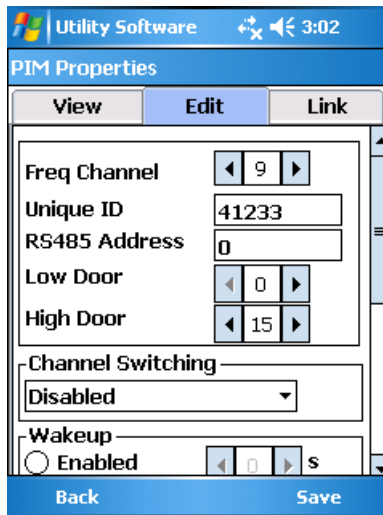 Utility Software 3:02
PIM Properties
View Edit Link
Freq Channel 9
Unique ID 41233
RS485 Address 0
Low Door 0
High Door 15
Channel Switching
Disabled
Wakeup
Enabled 0 s
Back Save